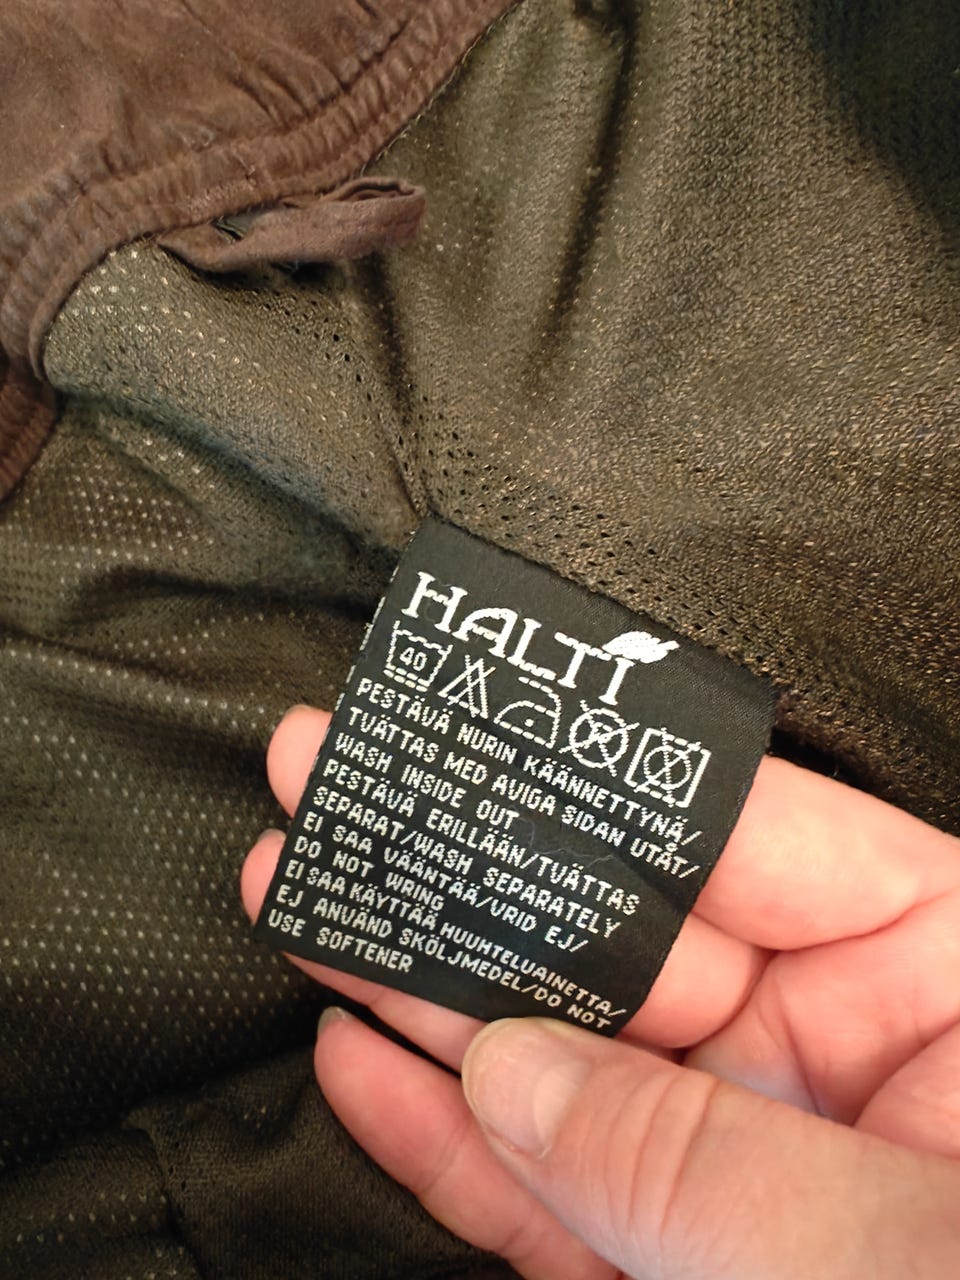 HALTI
40
PESTÄVÄ NURIN KÄÄNNETTYNÄ/
TVÄTTAS MED AVIGA SIDAN UTÅT/
WASH INSIDE OUT
PESTÄVÄ ERILLÄÄN/TVÄTTAS
SEPARAT/WASH SEPARATELY
EI SAA VÄÄNTÄÄ/VRID EJ/
DO NOT WRING
EI SAA KÄYTTÄÄ HUUHTELUAINETTA/
EJ ANVÄND SKÖLJMEDEL/DO NOT
USE SOFTENER